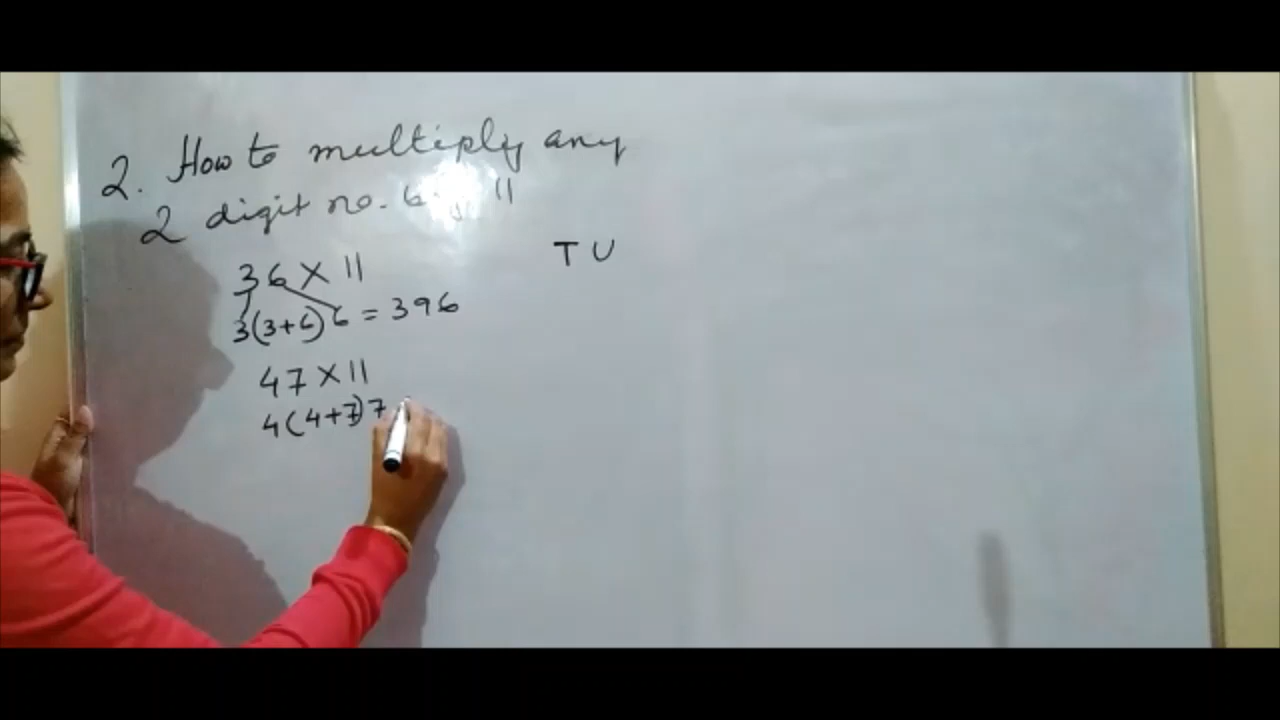 2. How to multiply any
2 digit no. by 11
T U
36 X 11
3(3+6)6 = 396
47 X 11
4(4+7)7